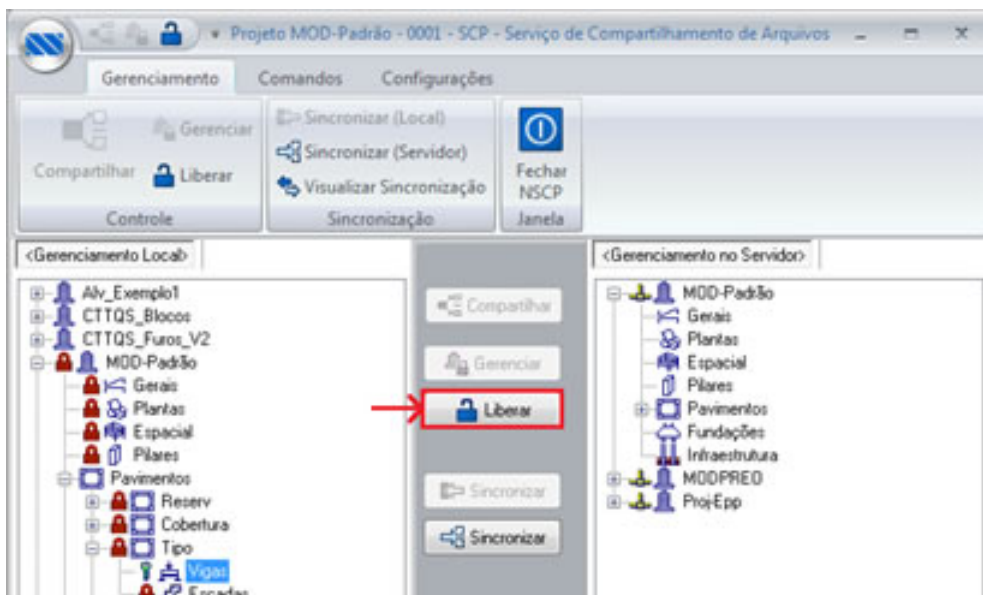 Projeto MOD-Padrão - 0001 - SCP - Serviço de Compartilhamento de Arquivos
Gerenciamento Comandos Configurações
Compartilhar
Gerenciar
Liberar
Controle
Sincronizar (Local)
Sincronizar (Servidor)
Visualizar Sincronização
Sincronização
Fechar
NSCP
Janela
<Gerenciamento Local>
Alv_Exemplo1
CTTQS_Blocos
CTTQS_Furos_V2
MOD-Padrão
Gerais
Plantas
Espacial
Pilares
Pavimentos
Reserv
Cobertura
Tipo
Vigas
Escadas
Compartilhar
Gerenciar
Liberar
Sincronizar
Sincronizar
<Gerenciamento no Servidor>
MOD-Padrão
Gerais
Plantas
Espacial
Pilares
Pavimentos
Fundações
Infraestrutura
MODPREO
Proj-Epp